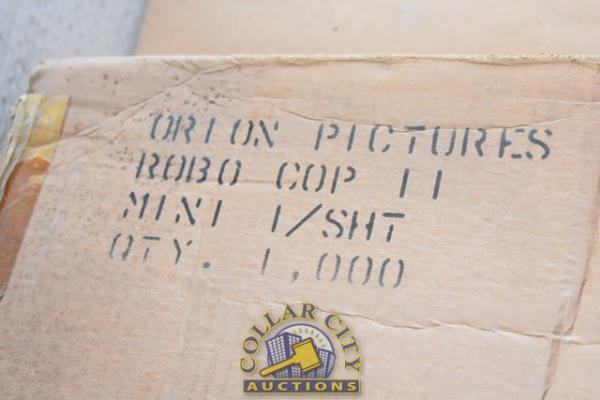 ORION PICTURES
ROBO COP II
MINI 1/SHT
QTY. 1,000
COLLAR CITY
AUCTIONS